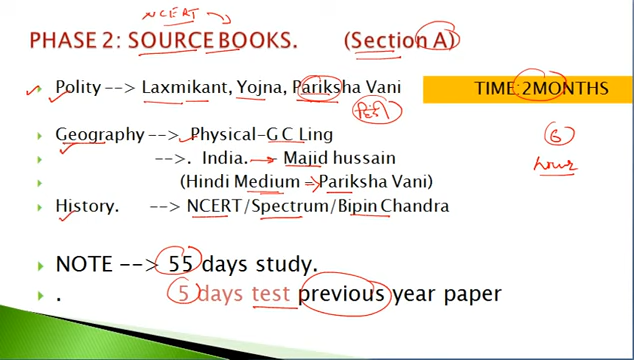 NCERT
PHASE 2: SOURCE BOOKS. (Section A)
Polity --> Laxmikant, Yojna, Pariksha Vani
TIME:2MONTHS
Geography --> Physical-G C Ling
6
-->. India. Majid hussain
hour
(Hindi Medium Pariksha Vani)
History. --> NCERT/Spectrum/Bipin Chandra
NOTE --> 55 days study.
. 5 days test previous year paper